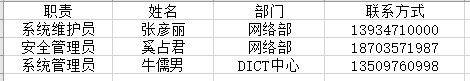 职责 姓名 部门 联系方式
系统维护员 张彦丽 网络部 13934710000
安全管理员 奚占君 网络部 18703571987
系统管理员 牛儒男 DICT中心 13509760998